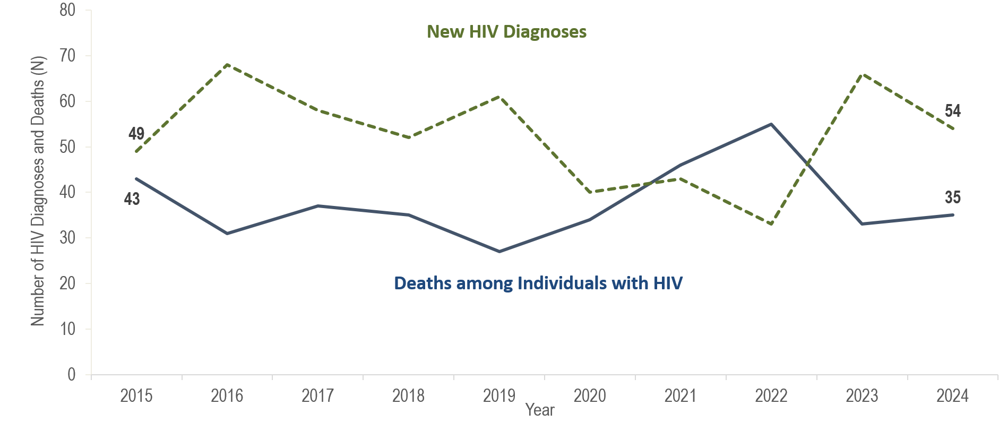 Number of HIV Diagnoses and Deaths (N)
80
70
60
50
40
30
20
10
0
New HIV Diagnoses
49
43
54
35
Deaths among Individuals with HIV
2015 2016 2017 2018 2019 2020 2021 2022 2023 2024
Year